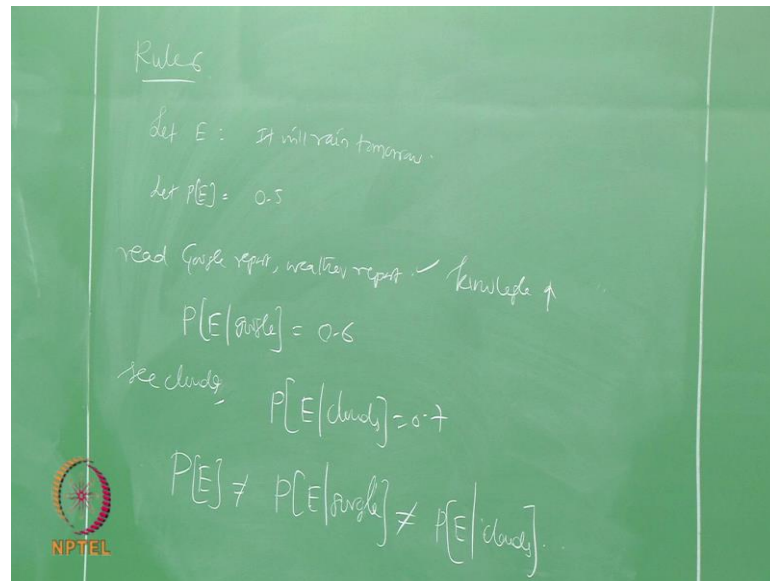 Rules
Let E : It will rain tomorrow.
Let P[E] = 0.5
read Google report, weather report. ✓ knowledge ↑
P[E|google] = 0.6
see clouds, P[E|clouds] = 0.7
P[E] ≠ P[E|google] ≠ P[E|clouds].
NPTEL